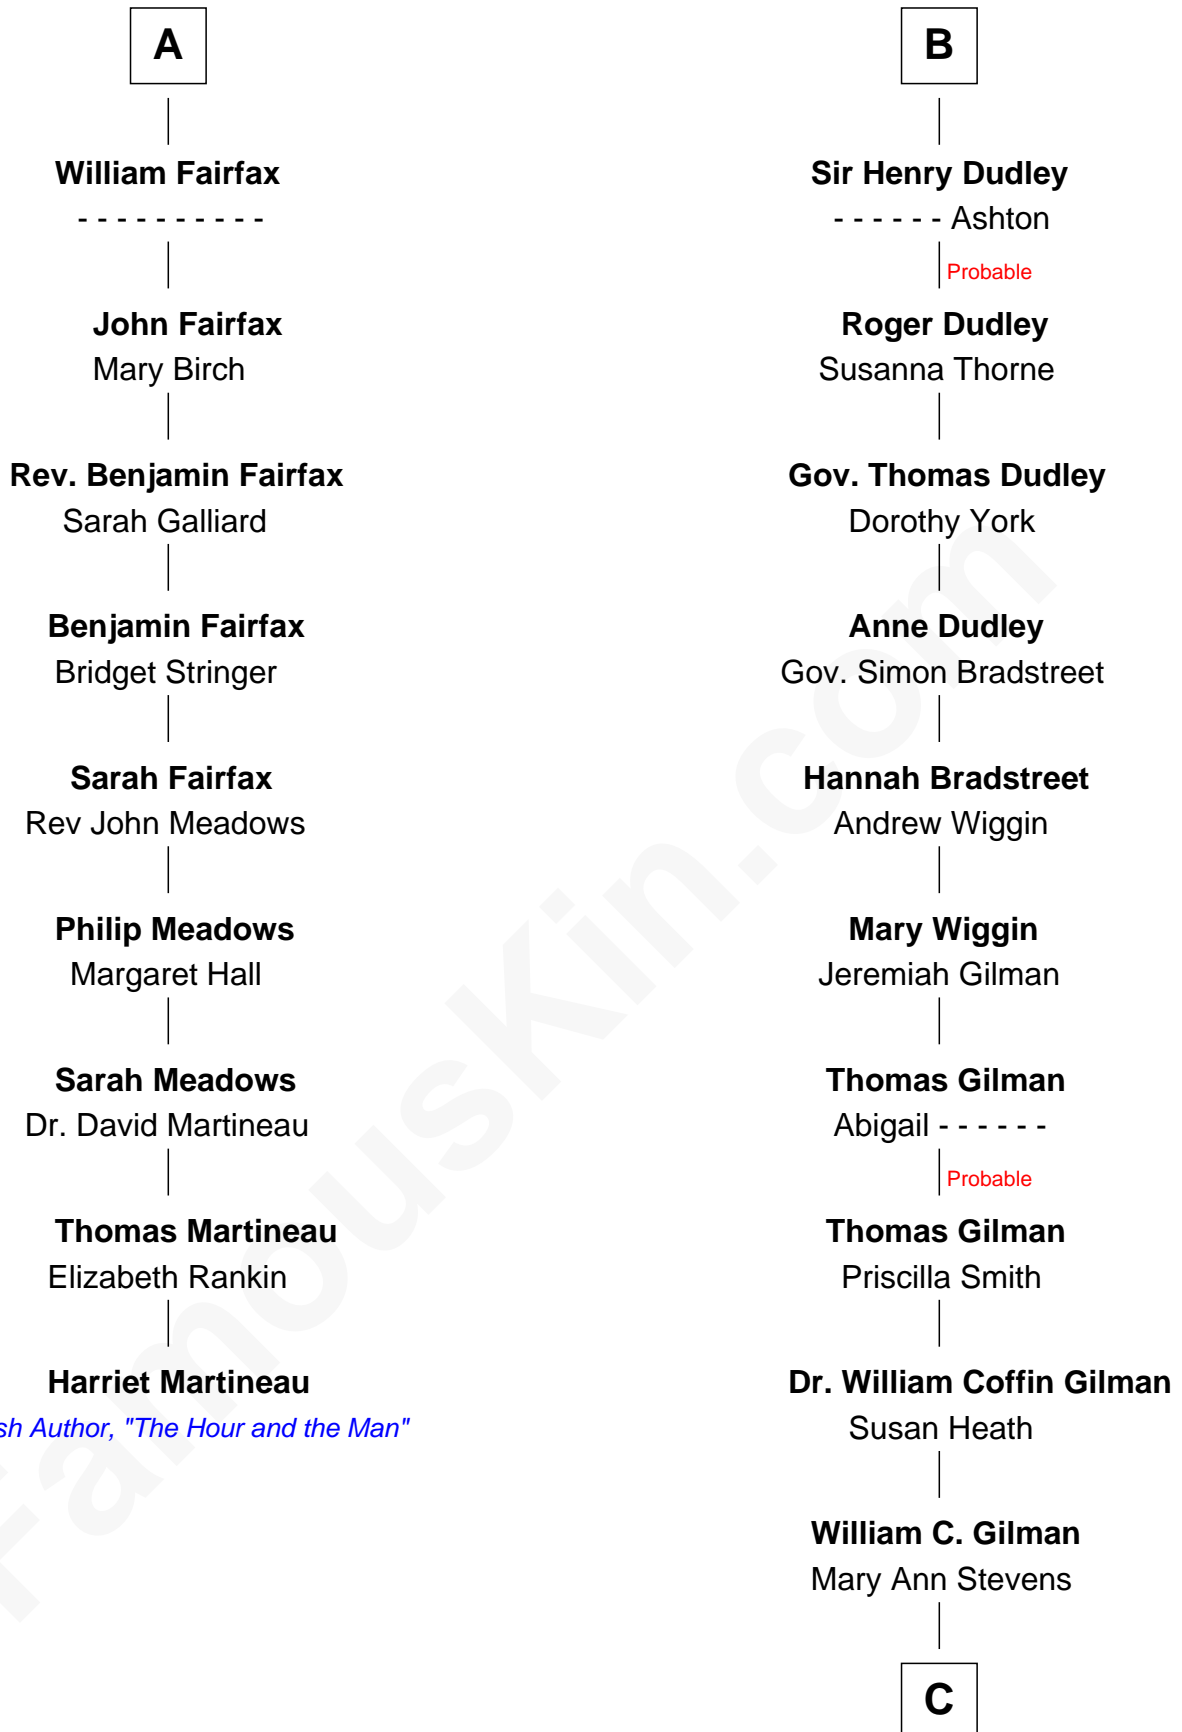 A
William Fairfax
- - - - - - - - - -
John Fairfax
Mary Birch
Rev. Benjamin Fairfax
Sarah Galliard
Benjamin Fairfax
Bridget Stringer
Sarah Fairfax
Rev John Meadows
Philip Meadows
Margaret Hall
Sarah Meadows
Dr. David Martineau
Thomas Martineau
Elizabeth Rankin
Harriet Martineau
Author, "The Hour and the Man"
B
Sir Henry Dudley
- - - - - - Ashton
Probable
Roger Dudley
Susanna Thorne
Gov. Thomas Dudley
Dorothy York
Anne Dudley
Gov. Simon Bradstreet
Hannah Bradstreet
Andrew Wiggin
Mary Wiggin
Jeremiah Gilman
Thomas Gilman
Abigail - - - - - -
Probable
Thomas Gilman
Priscilla Smith
Dr. William Coffin Gilman
Susan Heath
William C. Gilman
Mary Ann Stevens
C
FamousKin.com